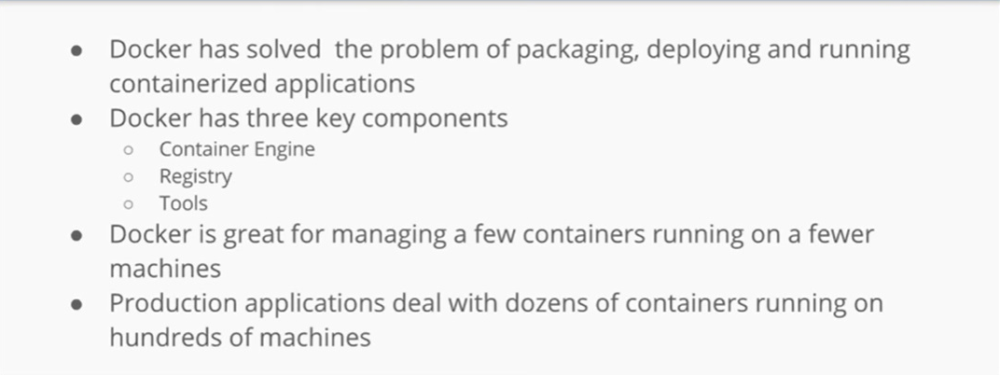 ● Docker has solved the problem of packaging, deploying and running
containerized applications
● Docker has three key components
○ Container Engine
○ Registry
○ Tools
● Docker is great for managing a few containers running on a fewer
machines
● Production applications deal with dozens of containers running on
hundreds of machines